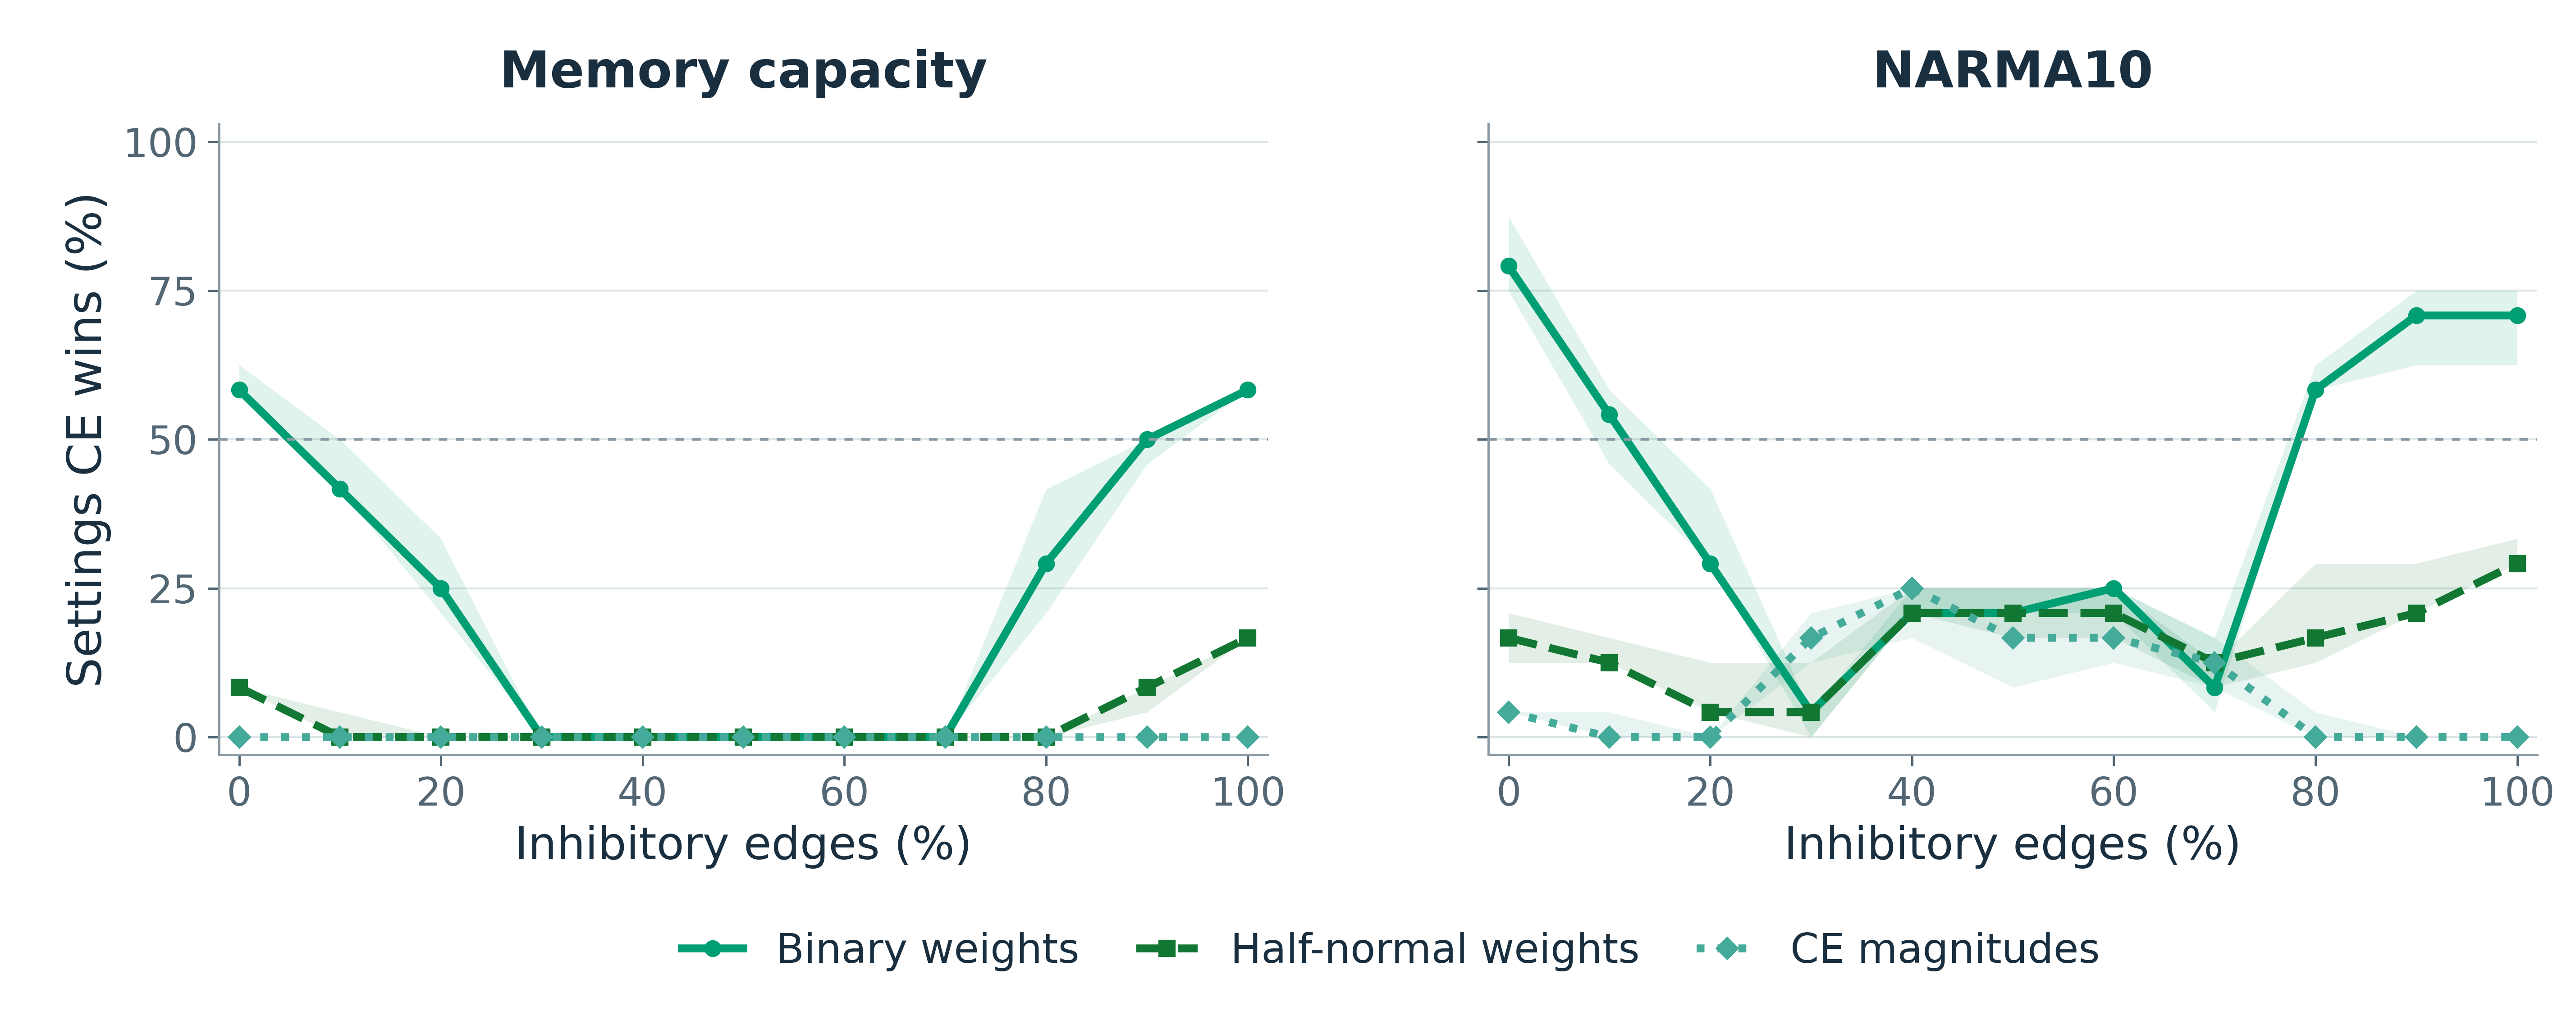 Memory capacity
NARMA10
Settings CE wins (%)
100
75
50
25
0
0 20 40 60 80 100
0 20 40 60 80 100
Inhibitory edges (%)
Inhibitory edges (%)
Binary weights
Half-normal weights
CE magnitudes